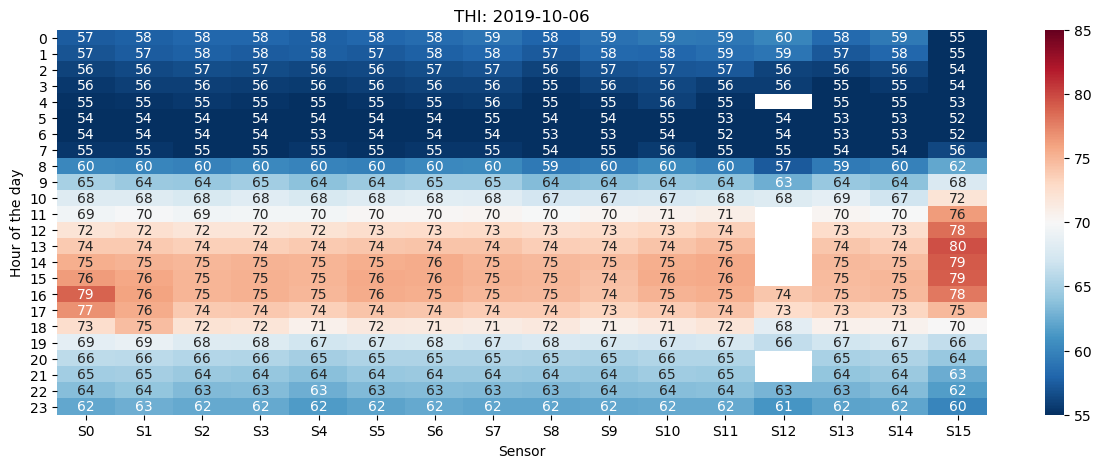 THI: 2019-10-06
Hour of the day
0 57 58 58 58 58 58 58 59 58 59 59 59 60 58 59 55
1 57 57 58 58 58 57 58 58 57 58 58 59 59 57 58 55
2 56 56 57 57 56 56 57 57 56 57 57 57 56 56 56 54
3 56 56 56 56 56 56 56 56 55 56 56 56 56 55 55 54
4 55 55 55 55 55 55 55 56 55 55 56 55 55 55 53
5 54 54 54 54 54 54 54 55 54 54 55 53 54 53 53 52
6 54 54 54 54 53 54 54 54 53 53 54 52 54 53 53 52
7 55 55 55 55 55 55 55 55 54 55 56 55 55 54 54 56
8 60 60 60 60 60 60 60 60 59 60 60 60 57 59 60 62
9 65 64 64 65 64 64 65 65 64 64 64 64 63 64 64 68
10 68 68 68 68 68 68 68 68 67 67 67 68 68 69 67 72
11 69 70 69 70 70 70 70 70 70 70 71 71 70 70 76
12 72 72 72 72 72 73 73 73 73 73 73 74 73 73 78
13 74 74 74 74 74 74 74 74 74 74 74 75 74 74 80
14 75 75 75 75 75 75 76 75 75 75 75 76 75 75 79
15 76 76 75 75 75 76 76 75 75 74 76 76 75 75 79
16 79 76 75 75 75 76 75 75 75 74 75 75 74 75 75 78
17 77 76 74 74 74 74 74 74 74 73 74 74 73 73 73 75
18 73 75 72 72 71 72 71 71 72 71 71 72 68 71 71 70
19 69 69 68 68 67 67 68 67 68 67 67 67 66 67 67 66
20 66 66 66 66 65 65 65 65 65 65 66 65 65 65 64
21 65 65 64 64 64 64 64 64 64 64 65 65 64 64 63
22 64 64 63 63 63 63 63 63 64 64 64 64 63 63 64 62
23 62 63 62 62 62 62 62 62 62 62 62 62 61 62 62 60
S0 S1 S2 S3 S4 S5 S6 S7 S8 S9 S10 S11 S12 S13 S14 S15
Sensor
85
80
75
70
65
60
55